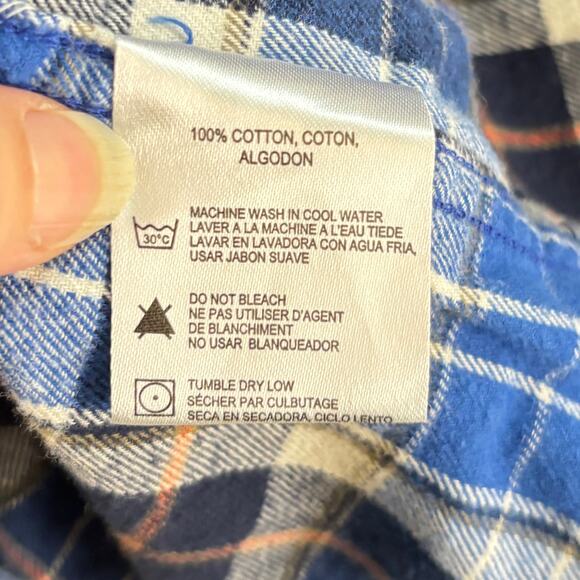 100% COTTON, COTON,
ALGODON
30°C
MACHINE WASH IN COOL WATER
LAVER A LA MACHINE A L'EAU TIEDE
LAVAR EN LAVADORA CON AGUA FRIA,
USAR JABON SUAVE
DO NOT BLEACH
NE PAS UTILISER D'AGENT
DE BLANCHIMENT
NO USAR BLANQUEADOR
TUMBLE DRY LOW
SÉCHER PAR CULBUTAGE
SECA EN SECADORA, CICLO LENTO